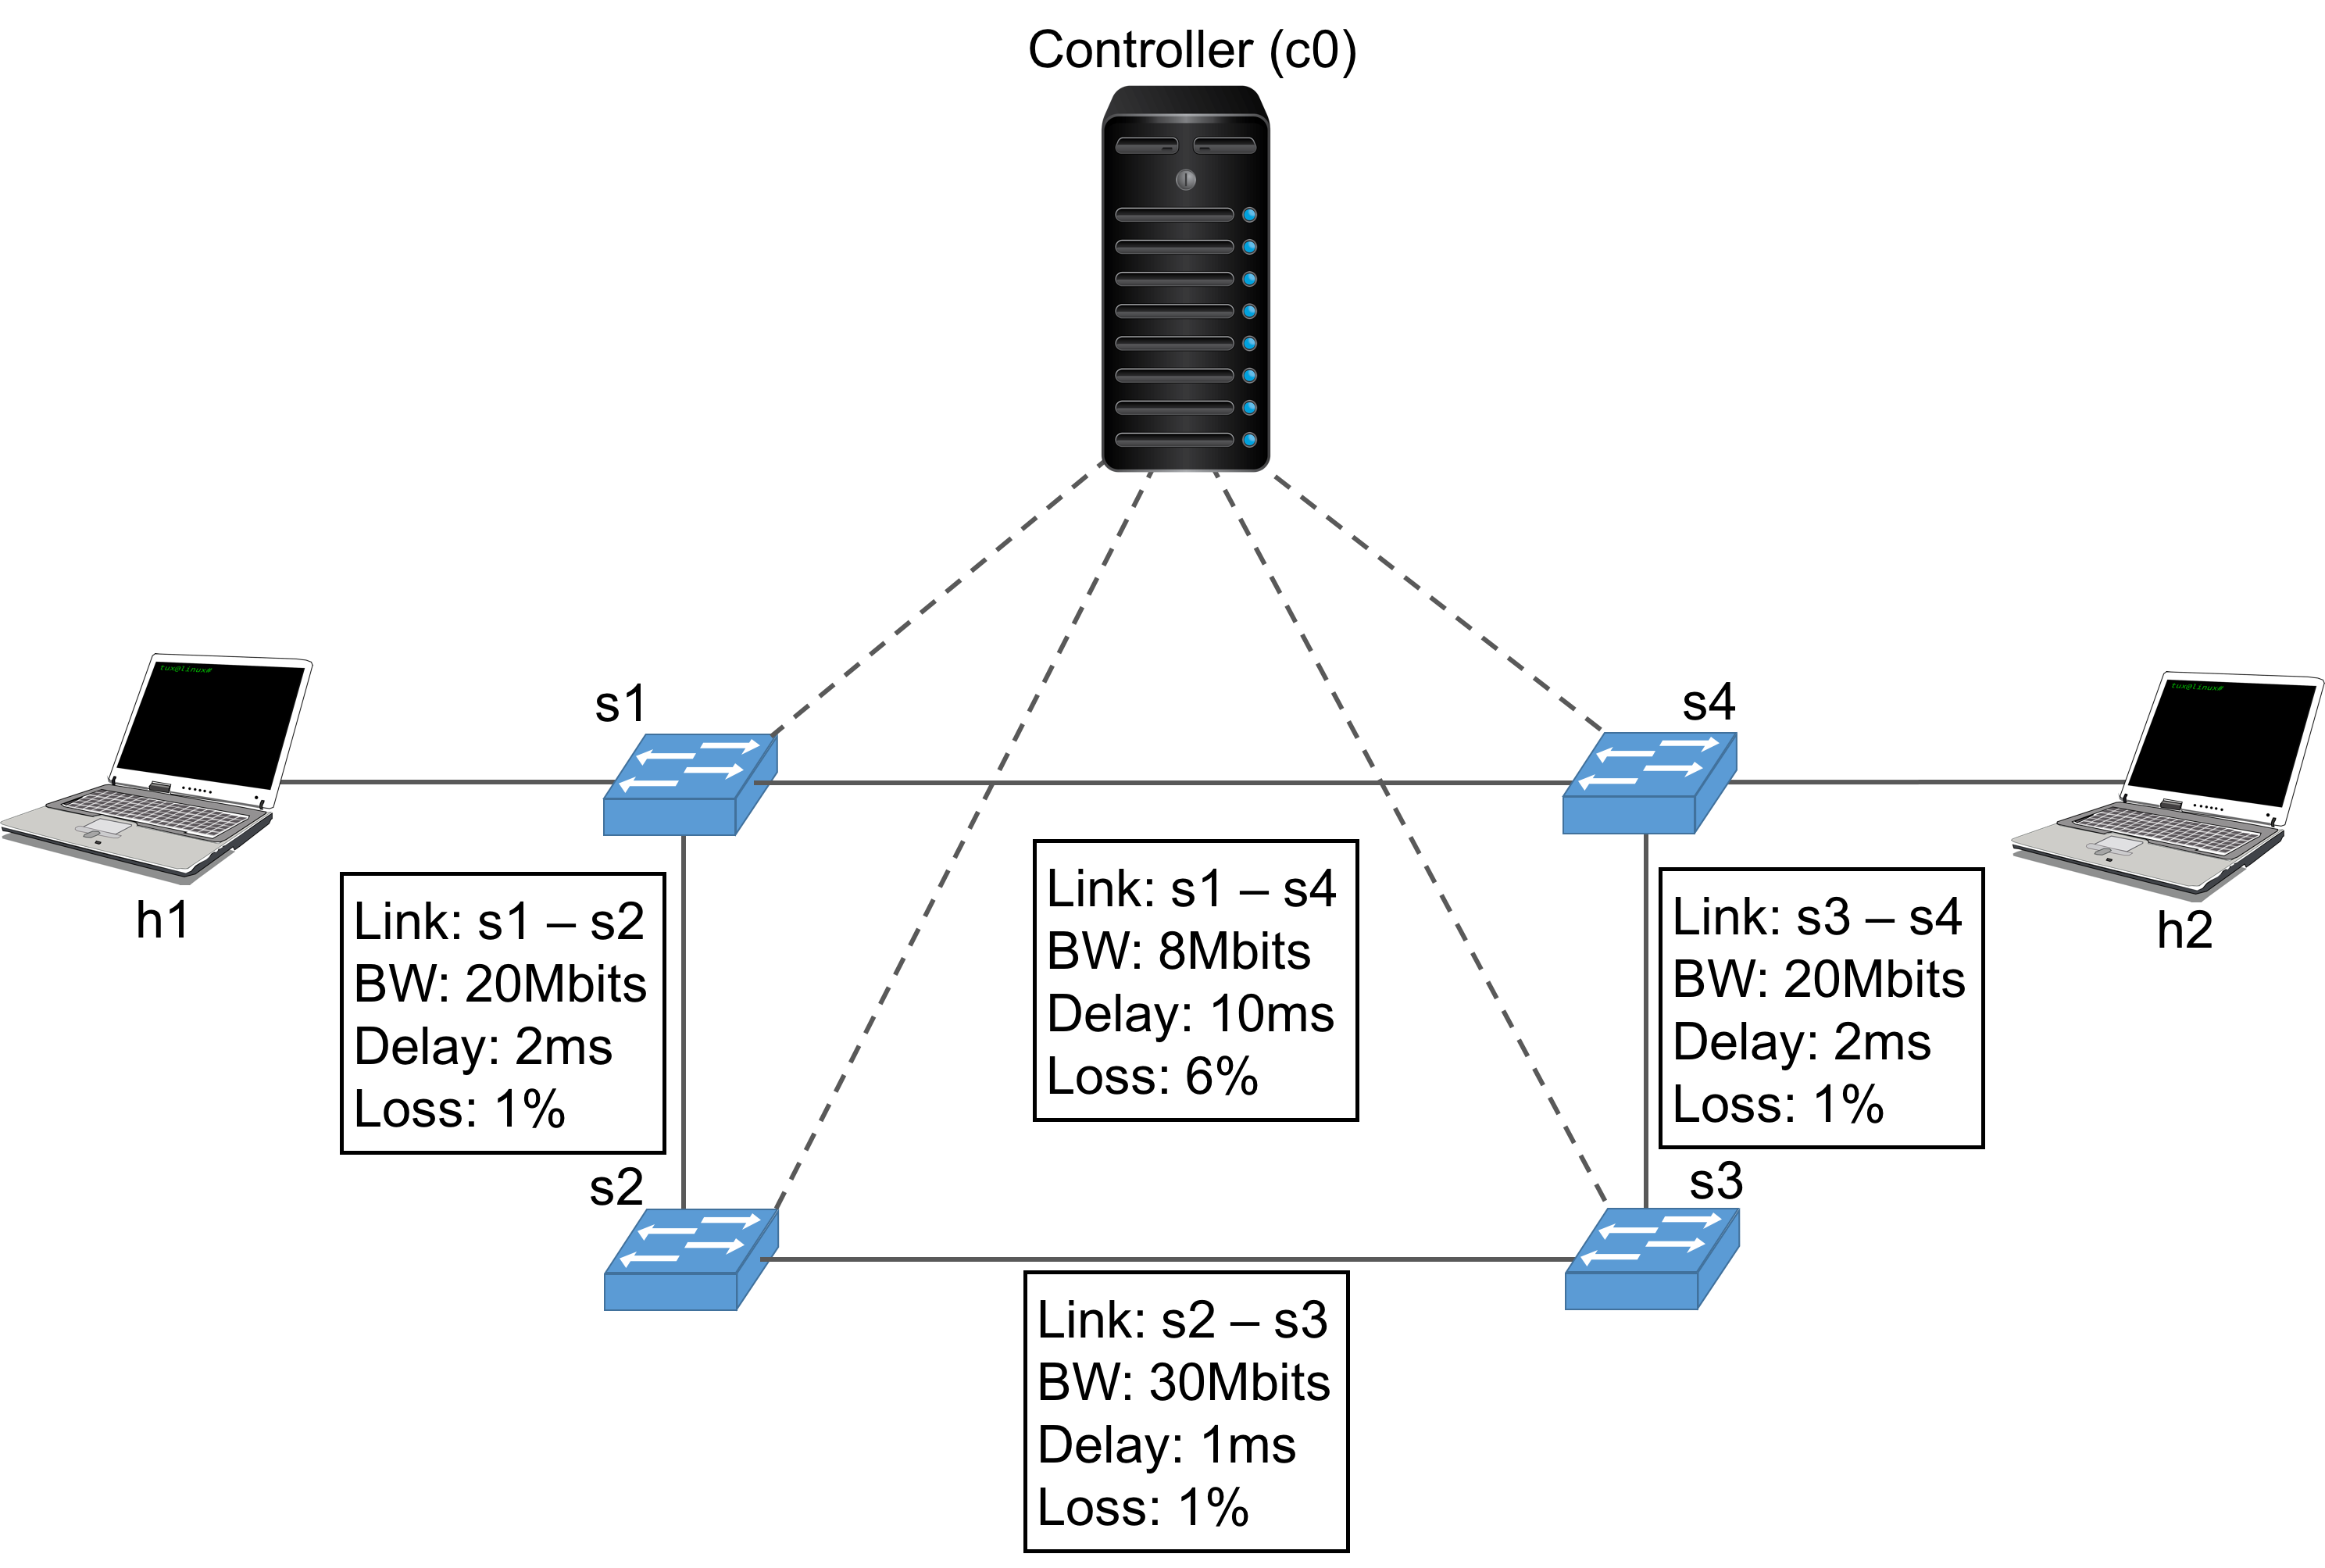 Controller (c0)
tux@linux#
tux@linux#
s1
s4
h1
h2
Link: s1 – s2
BW: 20Mbits
Delay: 2ms
Loss: 1%
Link: s1 – s4
BW: 8Mbits
Delay: 10ms
Loss: 6%
Link: s3 – s4
BW: 20Mbits
Delay: 2ms
Loss: 1%
s2
s3
Link: s2 – s3
BW: 30Mbits
Delay: 1ms
Loss: 1%